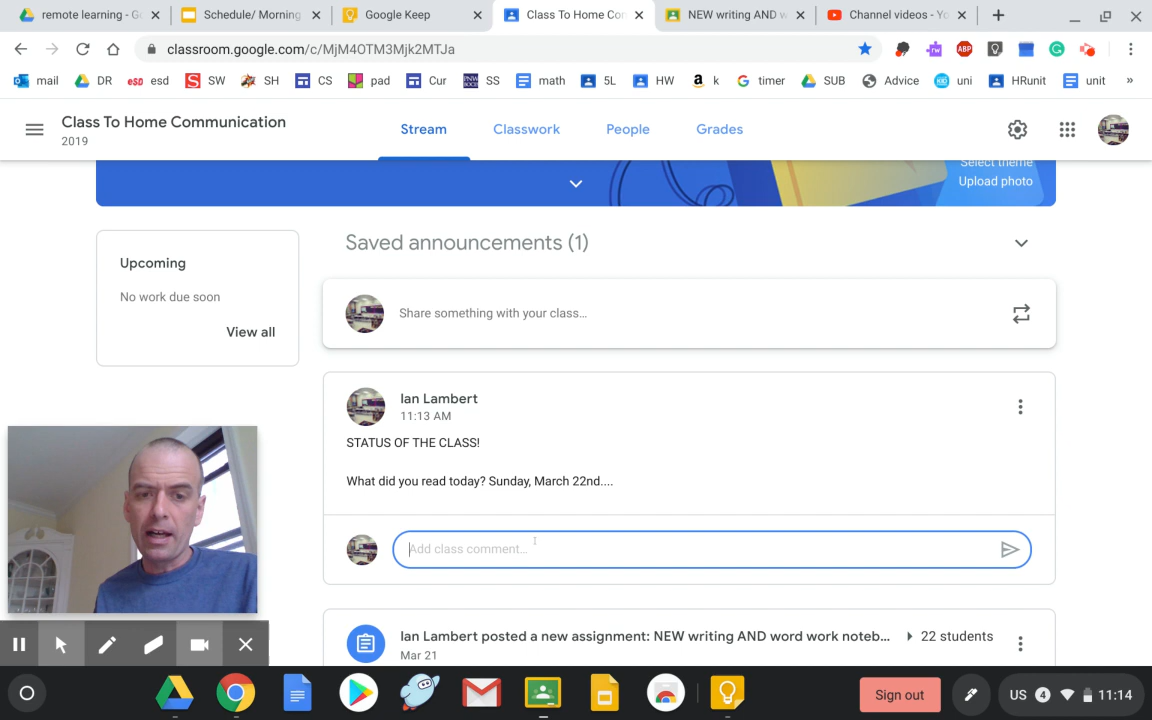 remote learning - G
Schedule/ Morning
Google Keep
Class To Home Con
NEW writing AND w
Channel videos - Yo
classroom.google.com/c/MjM4OTM3Mjk2MTJa
ABP
mail
DR
esp esd
S SW
SH
CS
pad
Cur
SS
math
5L
HW
a k
G timer
SUB
Advice
uni
HRunit
unit
»
Class To Home Communication
2019
Stream
Classwork
People
Grades
Select theme
Upload photo
Saved announcements (1)
Upcoming
No work due soon
View all
Share something with your class...
Ian Lambert
11:13 AM
STATUS OF THE CLASS!
What did you read today? Sunday, March 22nd....
Add class comment...
Ian Lambert posted a new assignment: NEW writing AND word work noteb...
22 students
Mar 21
Sign out
US
4
11:14